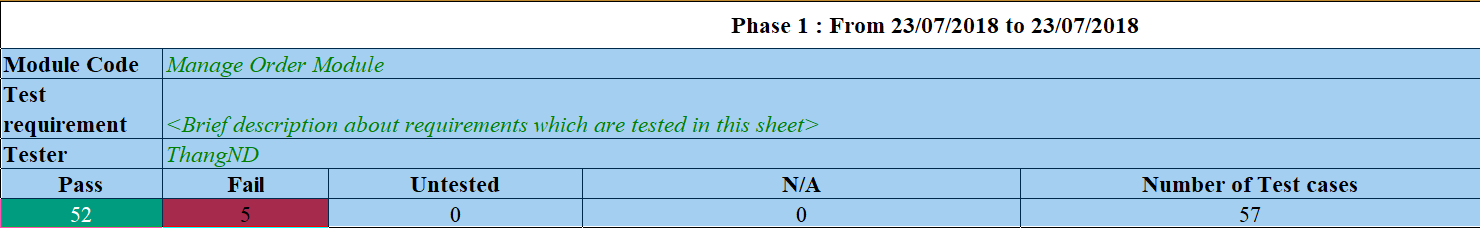 Phase 1 : From 23/07/2018 to 23/07/2018
Module Code Manage Order Module
Test
requirement <Brief description about requirements which are tested in this sheet>
Tester ThangND
Pass Fail Untested N/A Number of Test cases
52 5 0 0 57